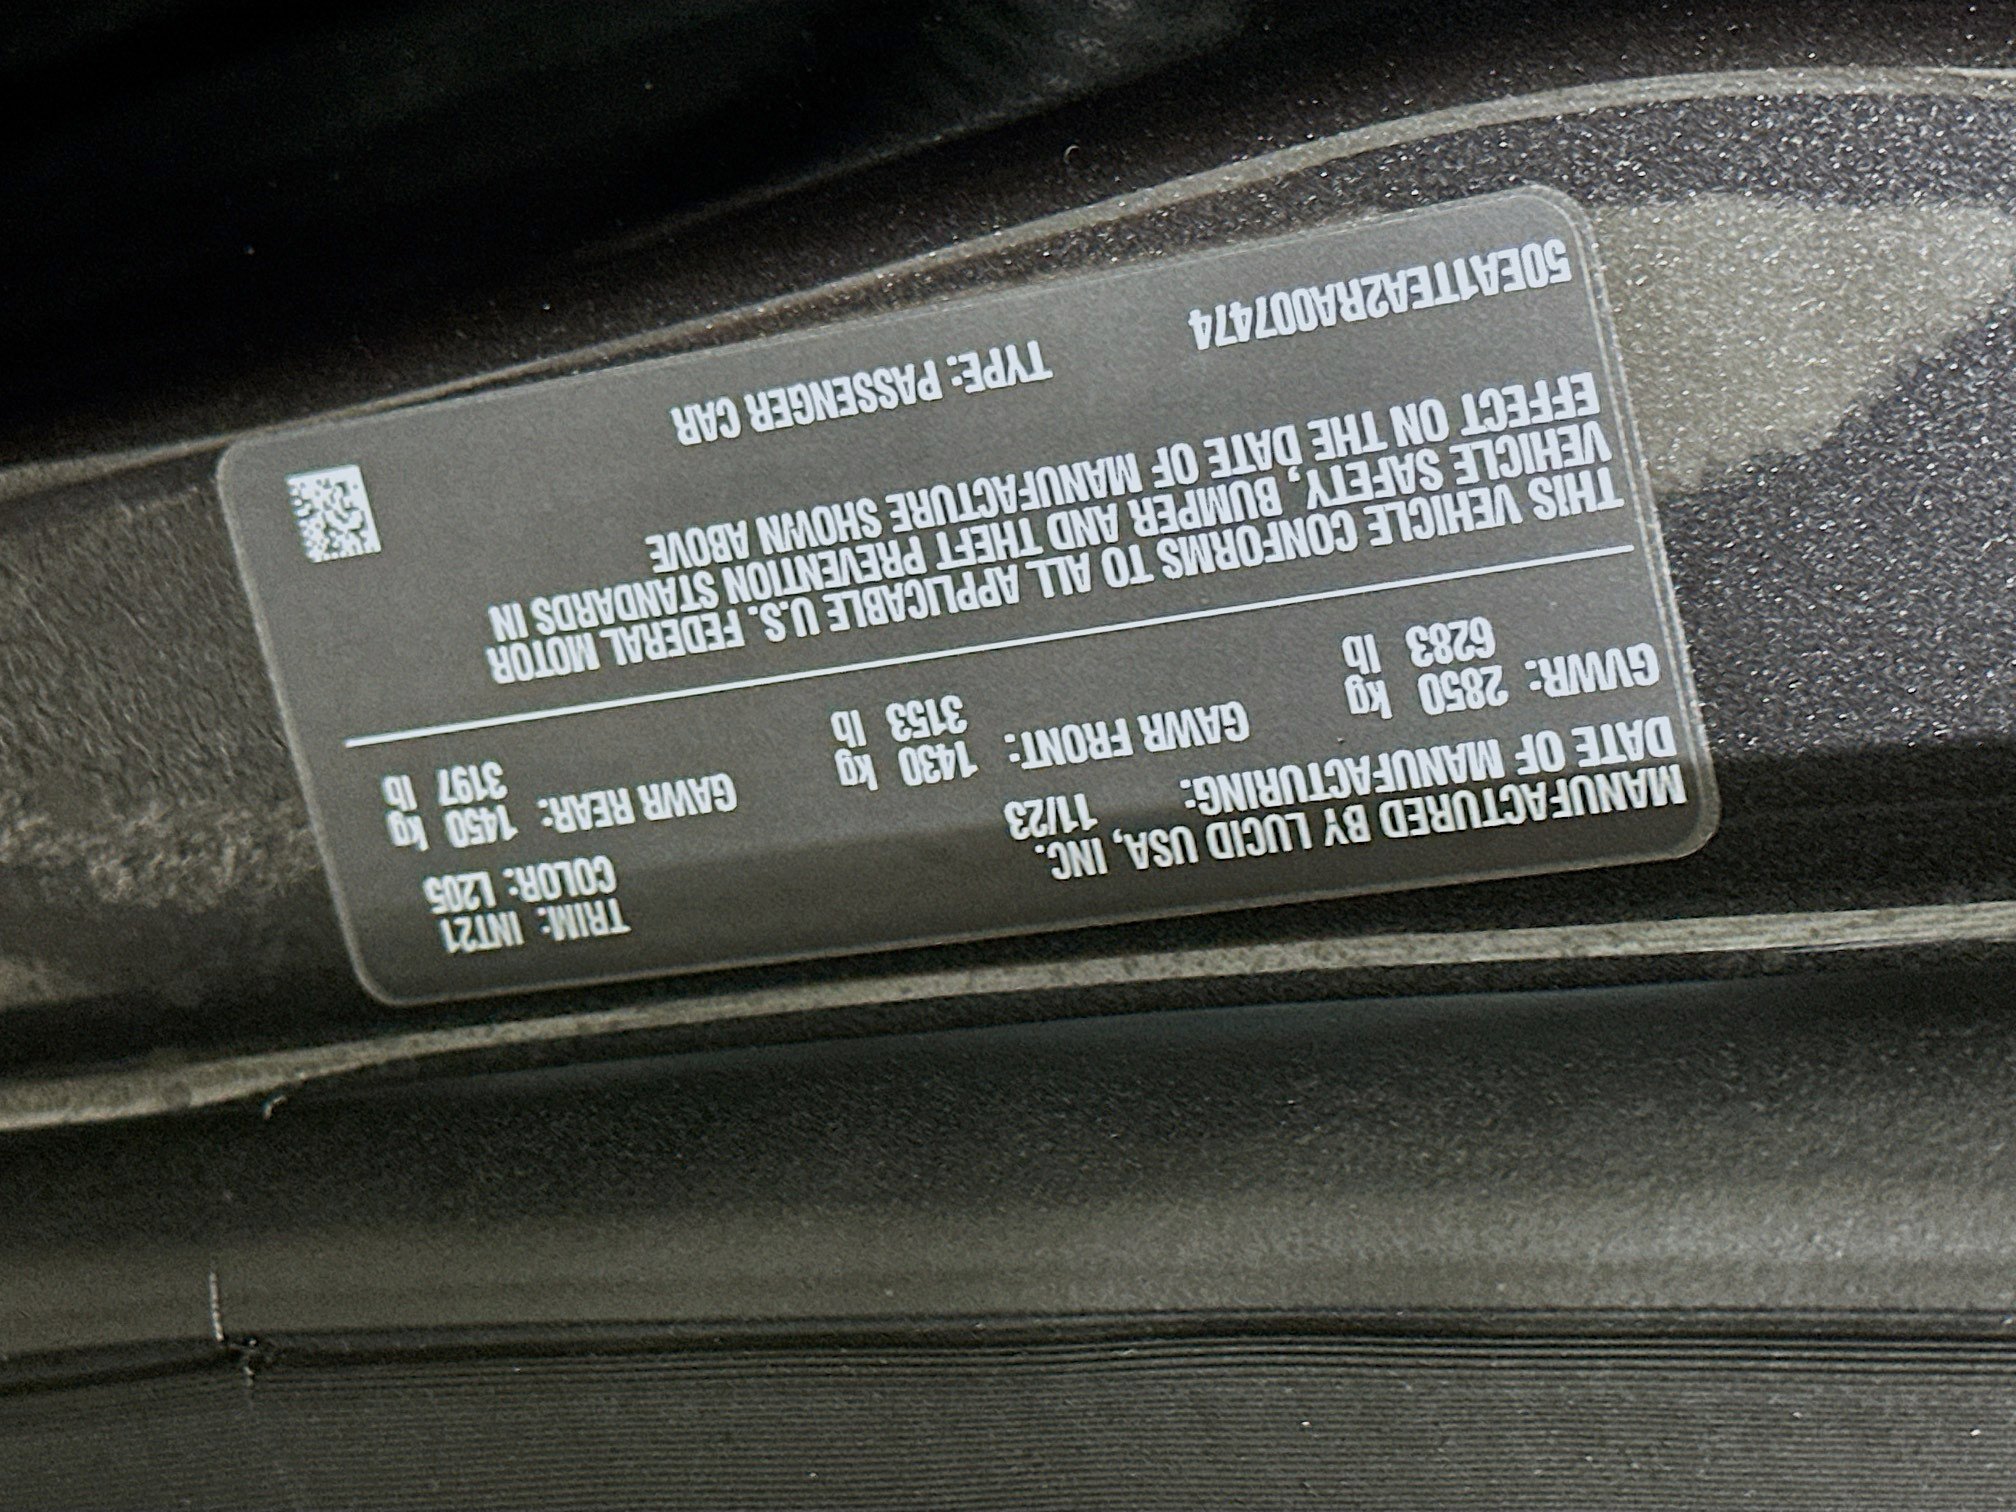 MANUFACTURED BY LUCID USA, INC.
TRIM: INT21
DATE OF MANUFACTURING: 11/23
COLOR: L205
GVWR: 2850 kg
6283 lb
GAWR FRONT: 1430 kg
3153 lb
GAWR REAR: 1450 kg
3197 lb
THIS VEHICLE CONFORMS TO ALL APPLICABLE U.S. FEDERAL MOTOR
VEHICLE SAFETY, BUMPER AND THEFT PREVENTION STANDARDS IN
EFFECT ON THE DATE OF MANUFACTURE SHOWN ABOVE
50EA1TEA2RA007474
TYPE: PASSENGER CAR